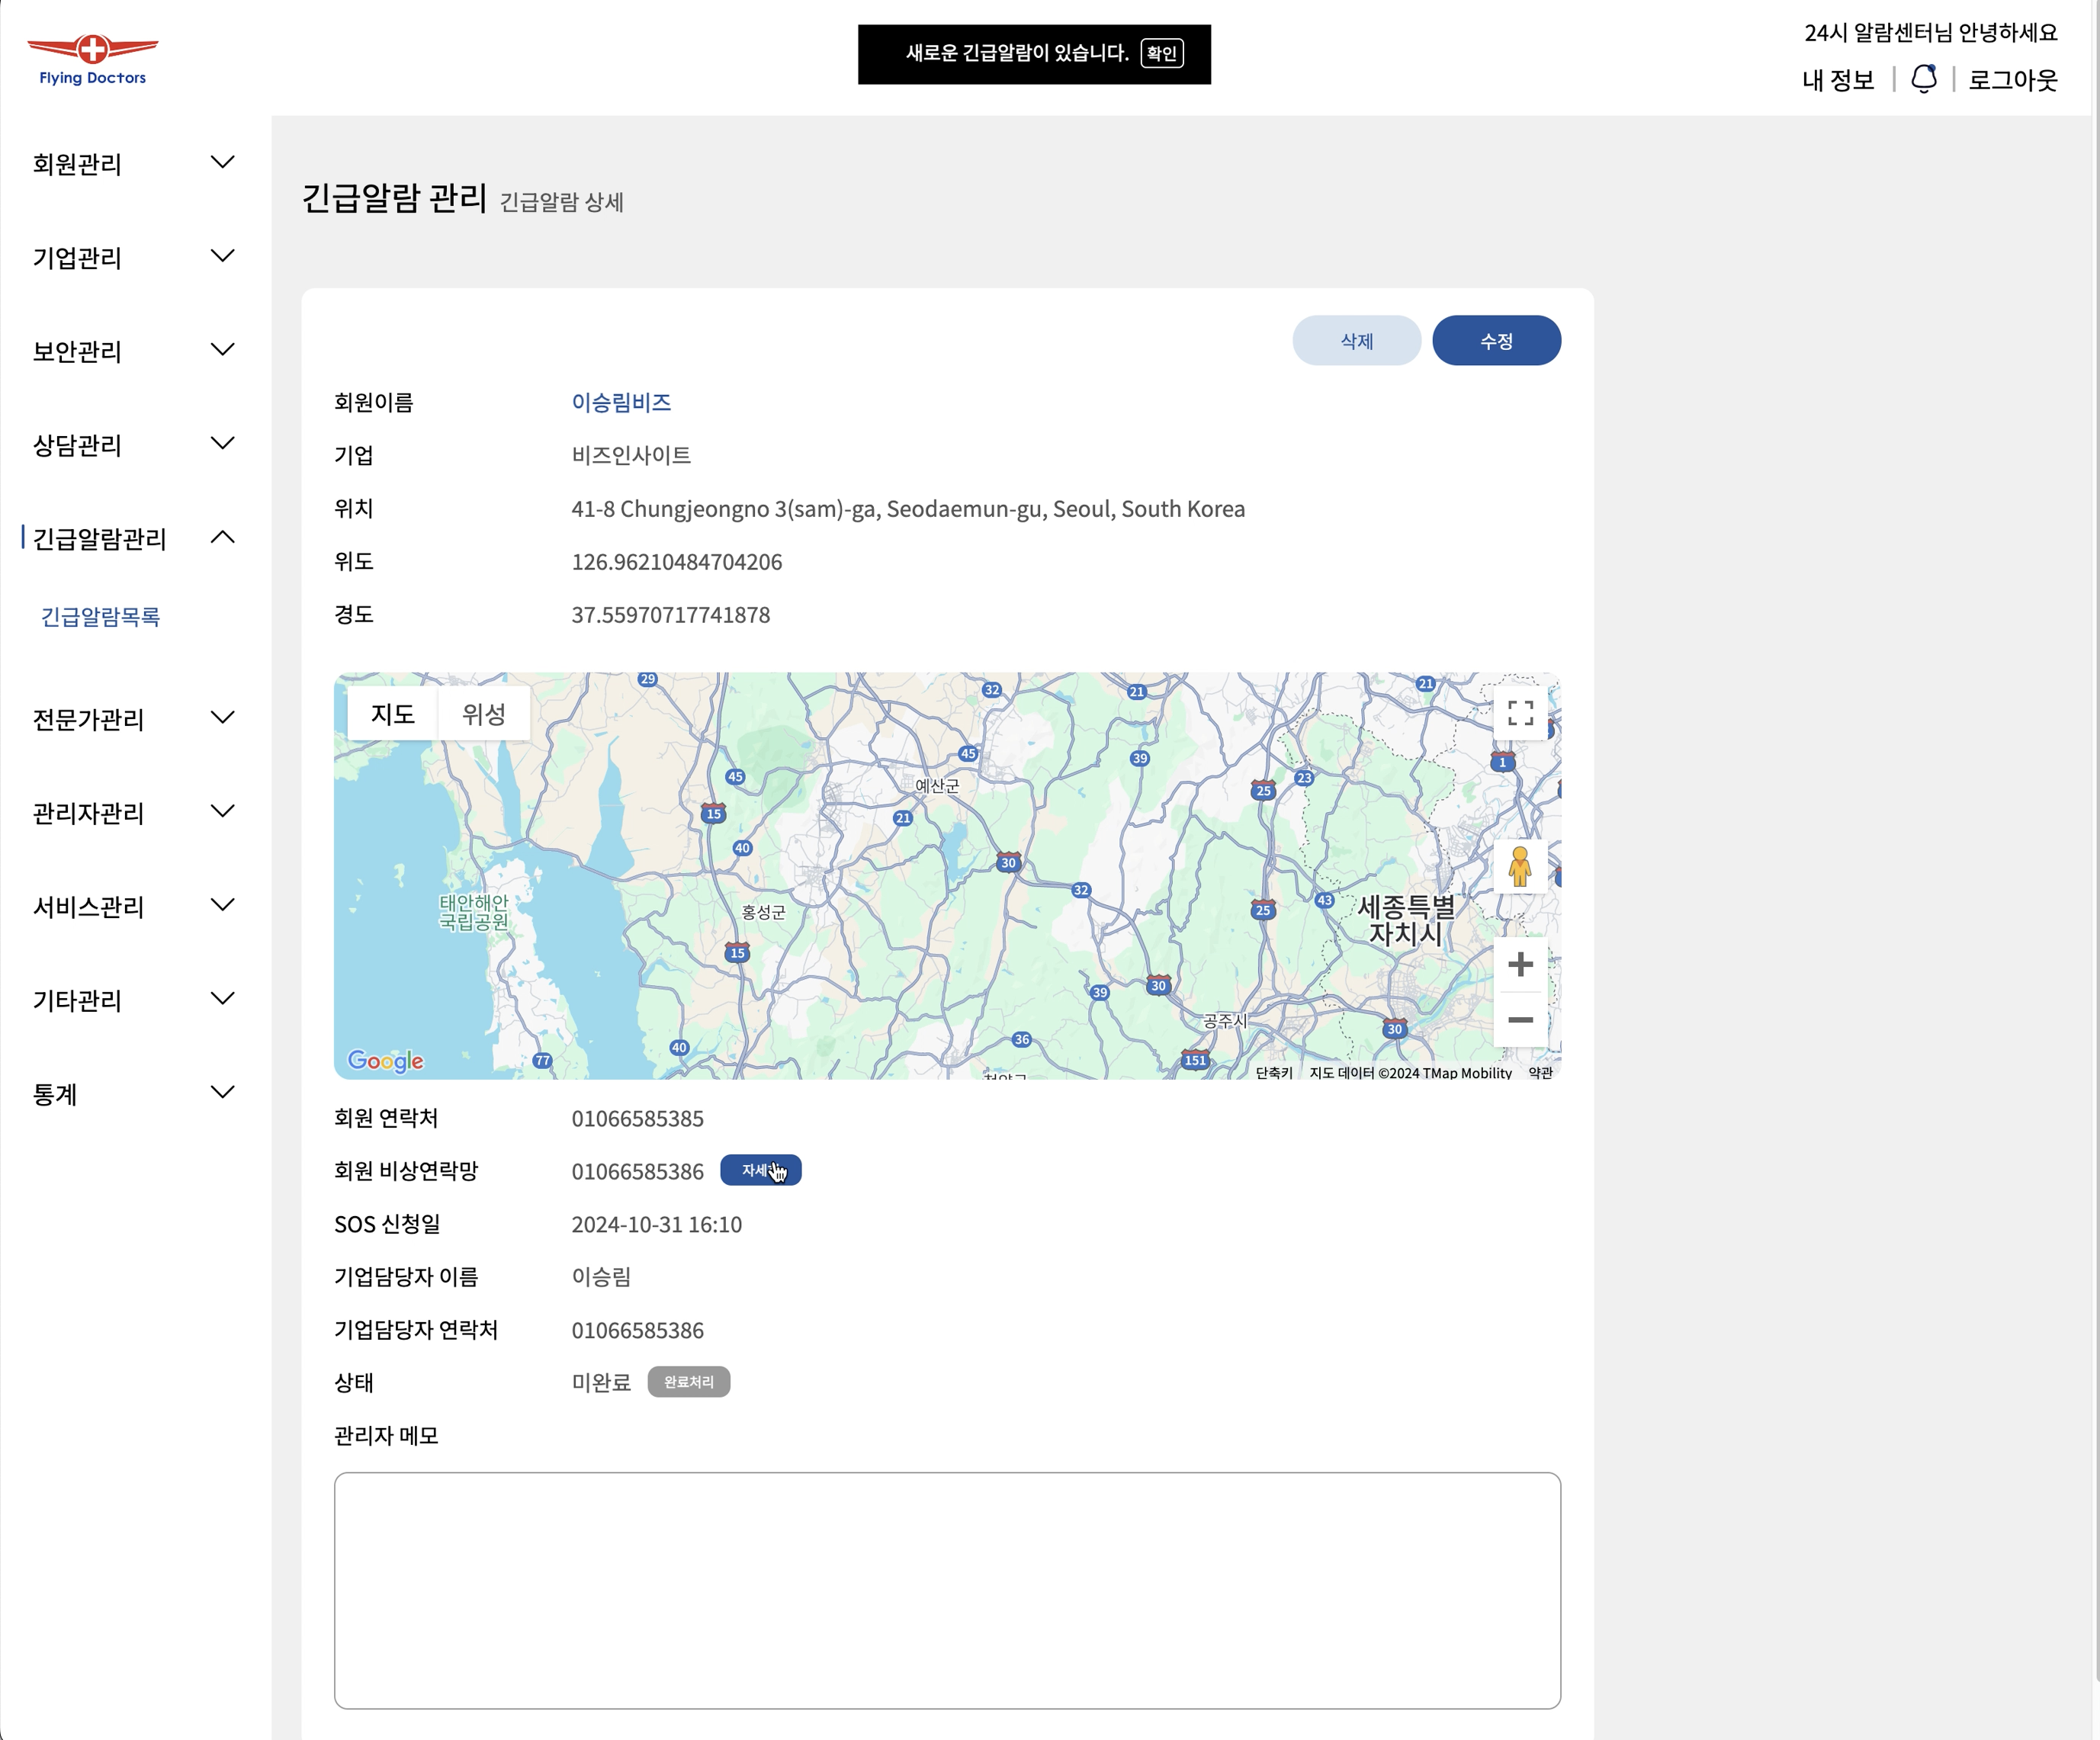 Flying Doctors
새로운 긴급알람이 있습니다. 확인
24시 알람센터님 안녕하세요
내 정보 | 로그아웃
회원관리
기업관리
보안관리
상담관리
긴급알람관리
긴급알람목록
전문가관리
관리자관리
서비스관리
기타관리
통계
긴급알람 관리 긴급알람 상세
삭제 수정
회원이름 이승림비즈
기업 비즈인사이트
위치 41-8 Chungjeongno 3(sam)-ga, Seodaemun-gu, Seoul, South Korea
위도 126.96210484704206
경도 37.55970717741878
지도 위성
29
32
21
21
45
39
1
45
예산군
25
23
15
21
40
30
32
태안해안
국립공원
홍성군
25
43
세종특별
자치시
15
39
30
공주시
30
36
40
77
151
Google
단축키 지도 데이터 ©2024 TMap Mobility 약관
회원 연락처 01066585385
회원 비상연락망 01066585386 자세
SOS 신청일 2024-10-31 16:10
기업담당자 이름 이승림
기업담당자 연락처 01066585386
상태 미완료 완료처리
관리자 메모